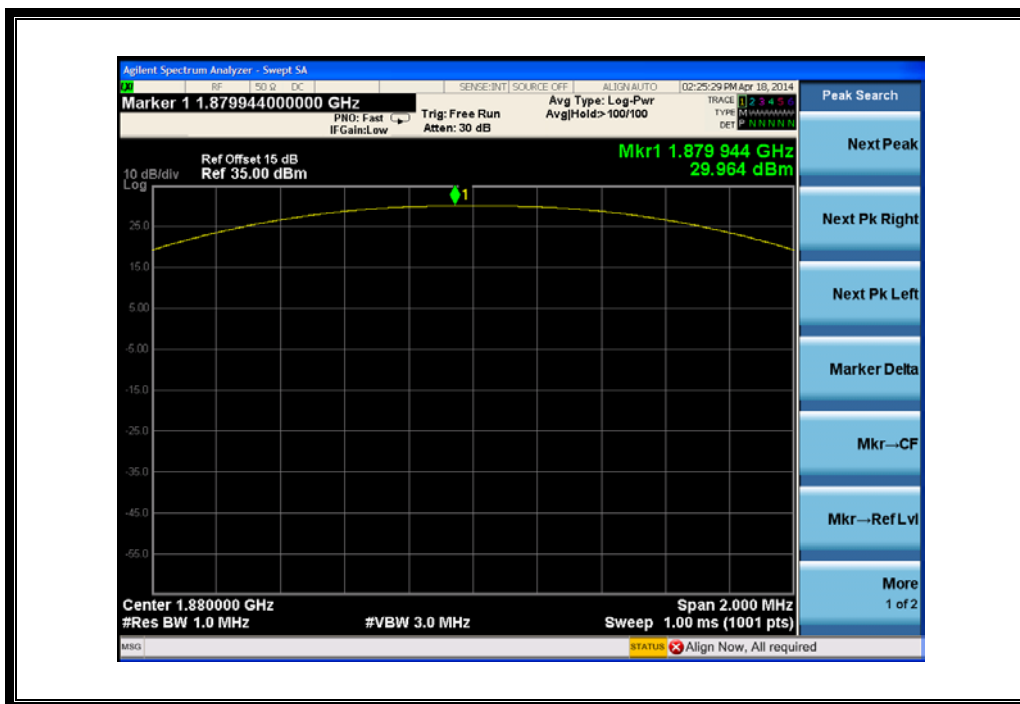 Agilent Spectrum Analyzer - Swept SA
RF 50 Ω DC SENSE:INT SOURCE OFF ALIGN AUTO 02:25:29 PM Apr 18, 2014
Marker 1 1.879944000000 GHz
PNO: Fast
IFGain:Low
Trig: Free Run
Atten: 30 dB
Avg Type: Log-Pwr
Avg|Hold:> 100/100
TRACE 1 2 3 4 5 6
TYPE M
DET P N N N N N
Peak Search
Mkr1 1.879 944 GHz
29.964 dBm
Ref Offset 15 dB
10 dB/div Ref 35.00 dBm
Log
1
25.0
15.0
5.00
-5.00
-15.0
-25.0
-35.0
-45.0
-55.0
Next Peak
Next Pk Right
Next Pk Left
Marker Delta
Mkr→CF
Mkr→Ref Lvl
More
1 of 2
Center 1.880000 GHz Span 2.000 MHz
#Res BW 1.0 MHz #VBW 3.0 MHz Sweep 1.00 ms (1001 pts)
MSG STATUS Align Now, All required